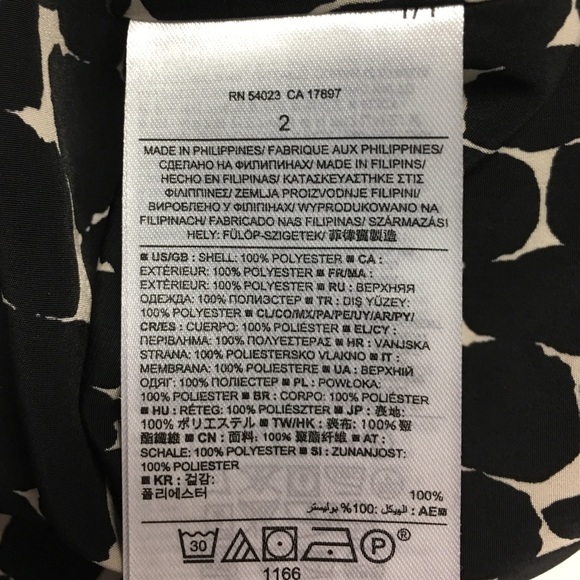 RN 54023 CA 17897
2
MADE IN PHILIPPINES/ FABRIQUE AUX PHILIPPINES/
СДЕЛАНО НА ФИЛИПИНАХ/ MADE IN FILIPINS/
HECHO EN FILIPINAS/ ΚΑΤΑΣΚΕΥΑΣΤΗΚΕ ΣΤΙΣ
ΦΙΛΙΠΠΙΝΕΣ/ ZEMLJA PROIZVODNJE FILIPINI/
ВИРОБЛЕНО У ФІЛІПІНАХ/ WYPRODUKOWANO NA
FILIPINACH/ FABRICADO NAS FILIPINAS/ SZÁRMAZÁSI
HELY: FÜLÖP-SZIGETEK/ 菲律賓製造
US/GB : SHELL: 100% POLYESTER ■ CA :
EXTÉRIEUR: 100% POLYESTER ■ FR/MA :
EXTÉRIEUR: 100% POLYESTER ■ RU : ВЕРХНЯЯ
ОДЕЖДА: 100% ПОЛИЭСТЕР ■ TR : DIŞ YÜZEY:
100% POLYESTER ■ CL/CO/MX/PA/PE/UY/AR/PY/
CR/ES : CUERPO: 100% POLIÉSTER ■ EL/CY :
ΠΕΡΙΒΛΗΜΑ: 100% ΠΟΛΥΕΣΤΕΡΑΣ ■ HR : VANJSKA
STRANA: 100% POLIESTERSKO VLAKNO ■ IT :
MEMBRANA: 100% POLIESTERE ■ UA : ВЕРХНІЙ
ОДЯГ: 100% ПОЛІЕСТЕР ■ PL : POWŁOKA:
100% POLIESTER ■ BR : CORPO: 100% POLIÉSTER
■ HU : RÉTEG: 100% POLIÉSZTER ■ JP : 表地:
100% ポリエステル ■ TW/HK : 表布: 100% 聚
酯纖維 ■ CN : 面料: 100% 聚酯纤维 ■ AT :
SCHALE: 100% POLYESTER ■ SI : ZUNANJOST:
100% POLIESTER
■ KR : 겉감:
폴리에스터 100%
■AE : الهيكل: 100% بوليستر
30 P ®
1166